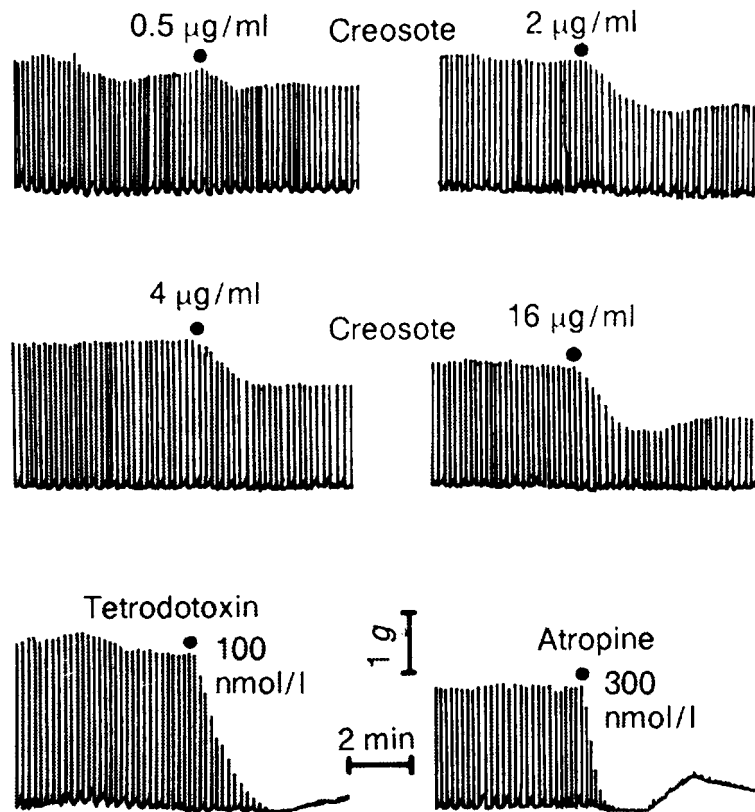 0.5 μg/ml
Creosote
2 μg/ml
4 μg/ml
Creosote
16 μg/ml
Tetrodotoxin
100
nmol/l
1 g
2 min
Atropine
300
nmol/l